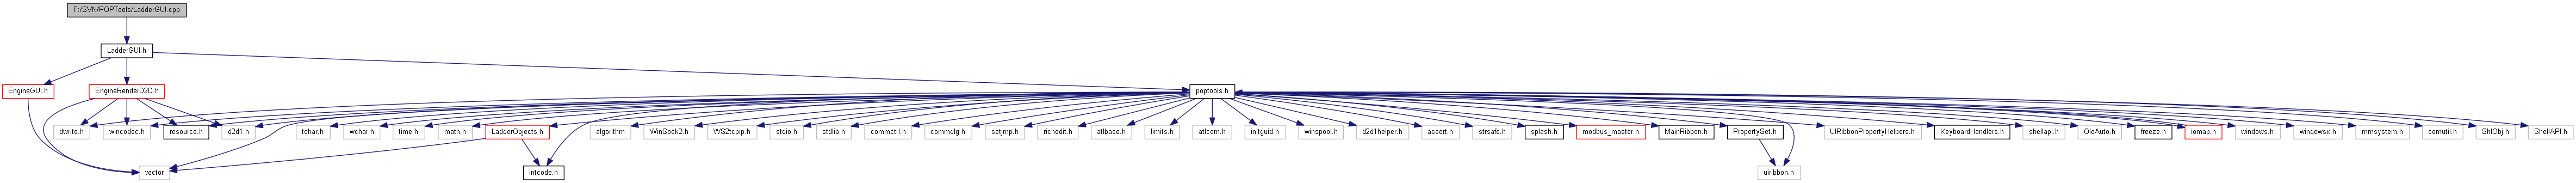 F:/SVN/POPTools/LadderGUI.cpp
LadderGUI.h
EngineGUI.h
EngineRenderD2D.h
poptools.h
dwrite.h
wincodec.h
resource.h
d2d1.h
tchar.h
wchar.h
time.h
math.h
LadderObjects.h
algorithm
WinSock2.h
WS2tcpip.h
stdio.h
stdlib.h
commctrl.h
commdlg.h
setjmp.h
richedit.h
atlbase.h
limits.h
atlcom.h
initguid.h
winspool.h
d2d1helper.h
assert.h
strsafe.h
splash.h
modbus_master.h
MainRibbon.h
PropertySet.h
UIRibbonPropertyHelpers.h
KeyboardHandlers.h
shellapi.h
OleAuto.h
freeze.h
iomap.h
windows.h
windowsx.h
mmsystem.h
comutil.h
ShlObj.h
ShellAPI.h
vector
intcode.h
uiribbon.h